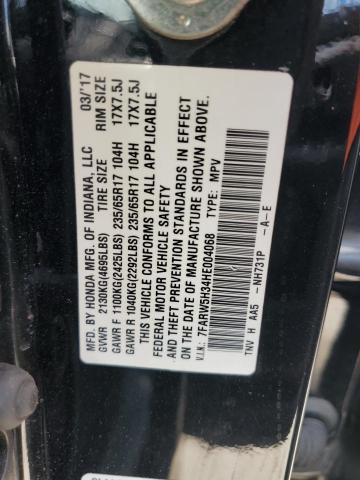 MFD. BY HONDA MFG. OF INDIANA, LLC 03/'17
GVWR 2130KG(4695LBS) TIRE SIZE RIM SIZE
GAWR F 1100KG(2425LBS) 235/65R17 104H 17X7.5J
GAWR R 1040KG(2292LBS) 235/65R17 104H 17X7.5J
THIS VEHICLE CONFORMS TO ALL APPLICABLE
FEDERAL MOTOR VEHICLE SAFETY
AND THEFT PREVENTION STANDARDS IN EFFECT
ON THE DATE OF MANUFACTURE SHOWN ABOVE.
V.I.N.: 7FARW5H34HE004068 TYPE: MPV
TNV H AA5 -NH731P -A-E